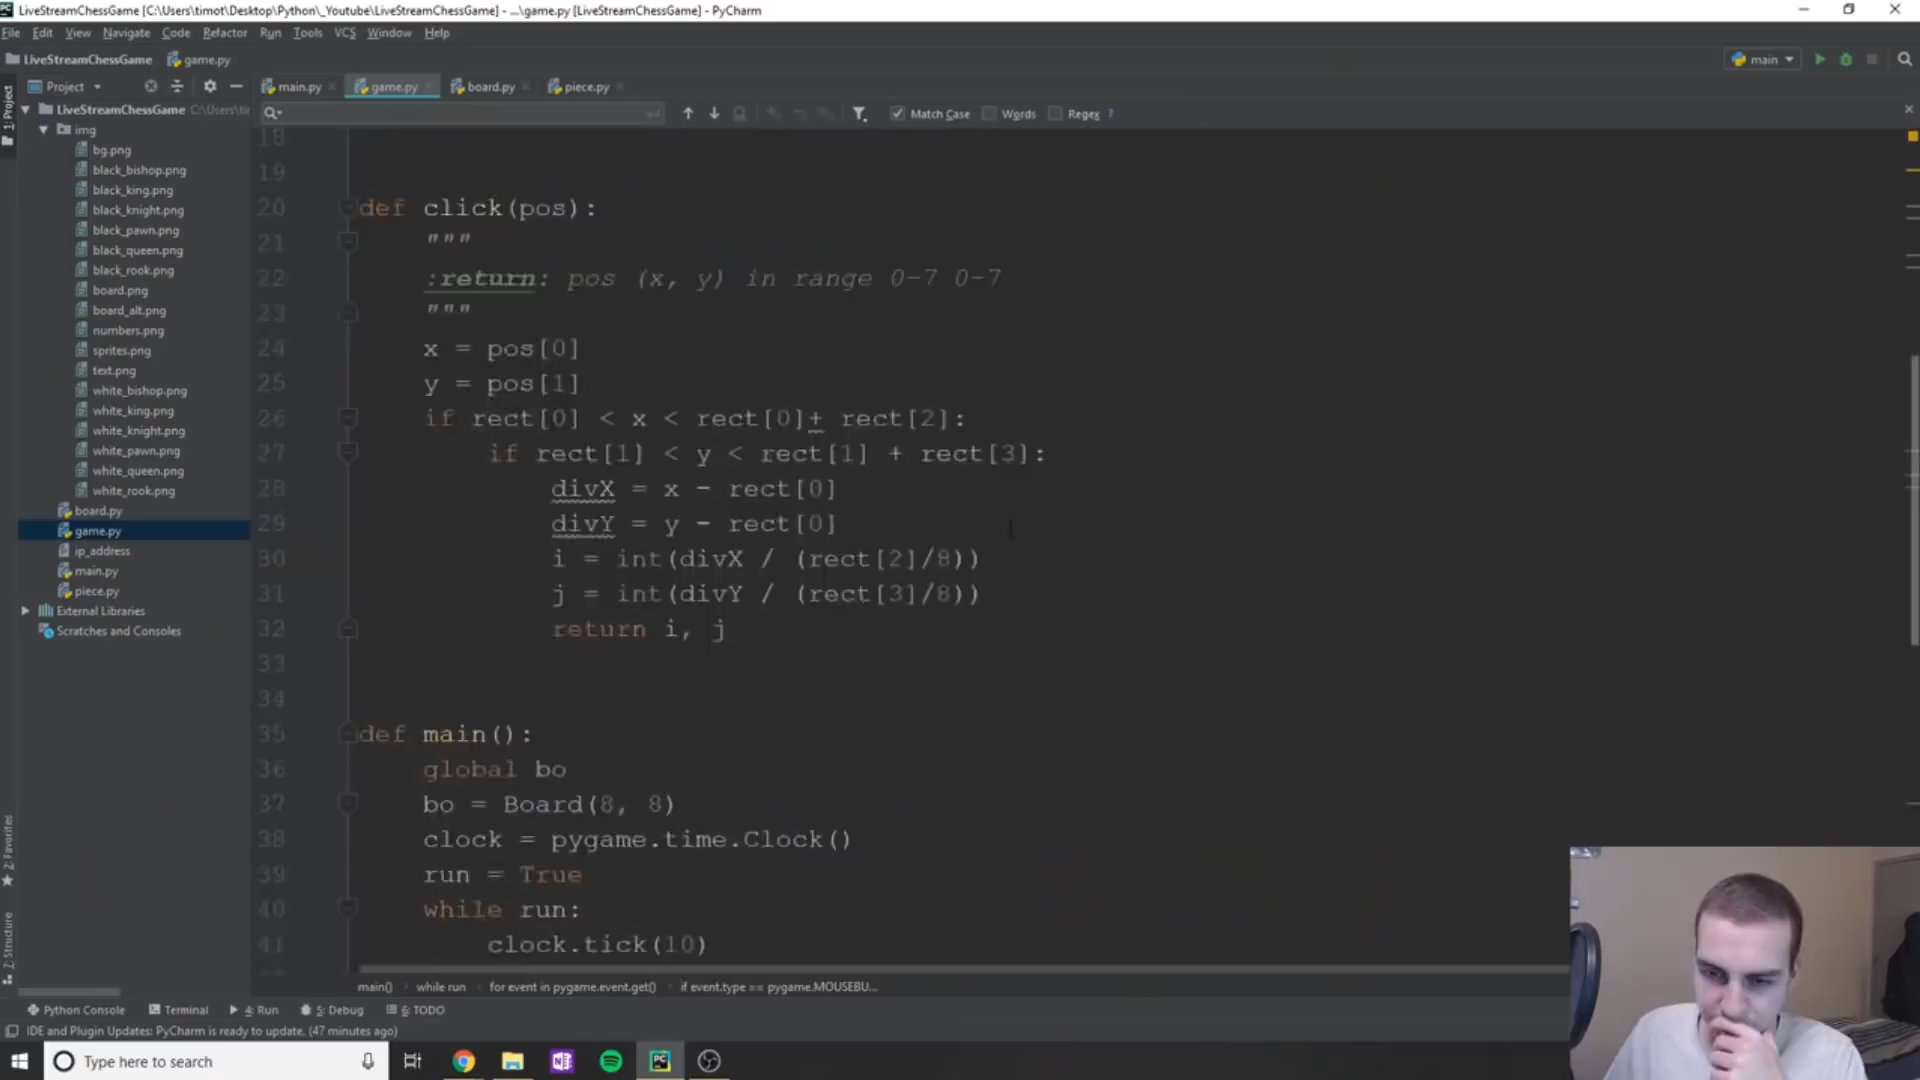 LiveStreamChessGame [C:\Users\timot\Desktop\Python\_Youtube\LiveStreamChessGame] - ...\game.py [LiveStreamChessGame] - PyCharm
File Edit View Navigate Code Refactor Run Tools VCS Window Help
LiveStreamChessGame game.py main
Project main.py game.py board.py piece.py
1: Project
LiveStreamChessGame C:\Users\ti
Match Case Words Regex ?
img
bg.png
black_bishop.png
black_king.png
black_knight.png
black_pawn.png
black_queen.png
black_rook.png
board.png
board_alt.png
numbers.png
sprites.png
text.png
white_bishop.png
white_king.png
white_knight.png
white_pawn.png
white_queen.png
white_rook.png
board.py
game.py
ip_address
main.py
piece.py
External Libraries
Scratches and Consoles
18
19
20 def click(pos):
21 """
22 :return: pos (x, y) in range 0-7 0-7
23 """
24 x = pos[0]
25 y = pos[1]
26 if rect[0] < x < rect[0]+ rect[2]:
27 if rect[1] < y < rect[1] + rect[3]:
28 divX = x - rect[0]
29 divY = y - rect[0]
30 i = int(divX / (rect[2]/8))
31 j = int(divY / (rect[3]/8))
32 return i, j
33
34
35 def main():
36 global bo
37 bo = Board(8, 8)
38 clock = pygame.time.Clock()
39 run = True
40 while run:
41 clock.tick(10)
2: Favorites
7: Structure
main() while run for event in pygame.event.get() if event.type == pygame.MOUSEBU...
Python Console Terminal 4: Run 5: Debug 6: TODO
IDE and Plugin Updates: PyCharm is ready to update. (47 minutes ago)
Type here to search